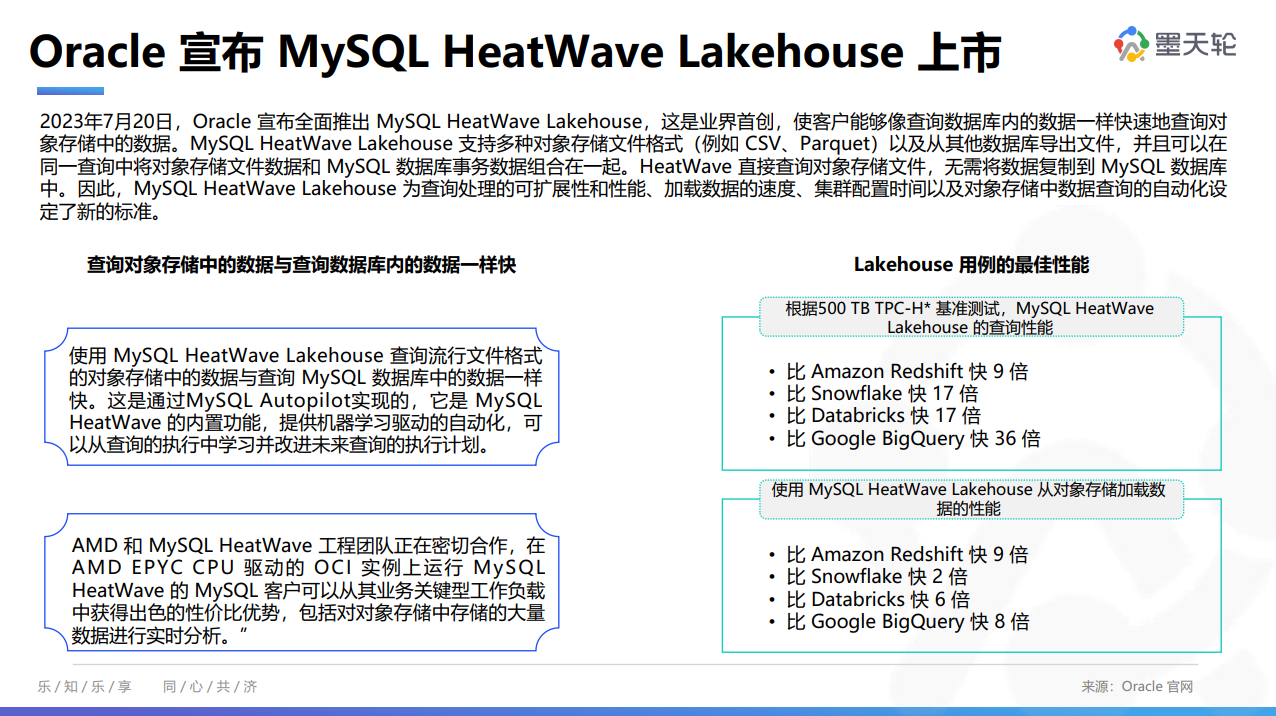 Oracle 宣布 MySQL HeatWave Lakehouse 上市
墨天轮
2023年7月20日，Oracle 宣布全面推出 MySQL HeatWave Lakehouse，这是业界首创，使客户能够像查询数据库内的数据一样快速地查询对
象存储中的数据。MySQL HeatWave Lakehouse 支持多种对象存储文件格式（例如 CSV、Parquet）以及从其他数据库导出文件，并且可以在
同一查询中将对象存储文件数据和 MySQL 数据库事务数据组合在一起。HeatWave 直接查询对象存储文件，无需将数据复制到 MySQL 数据库
中。因此，MySQL HeatWave Lakehouse 为查询处理的可扩展性和性能、加载数据的速度、集群配置时间以及对象存储中数据查询的自动化设
定了新的标准。
查询对象存储中的数据与查询数据库内的数据一样快
使用 MySQL HeatWave Lakehouse 查询流行文件格式
的对象存储中的数据与查询 MySQL 数据库中的数据一样
快。这是通过MySQL Autopilot实现的，它是 MySQL
HeatWave 的内置功能，提供机器学习驱动的自动化，可
以从查询的执行中学习并改进未来查询的执行计划。
AMD 和 MySQL HeatWave 工程团队正在密切合作，在
AMD EPYC CPU 驱动的 OCI 实例上运行 MySQL
HeatWave 的 MySQL 客户可以从其业务关键型工作负载
中获得出色的性价比优势，包括对对象存储中存储的大量
数据进行实时分析。”
Lakehouse 用例的最佳性能
根据500 TB TPC-H* 基准测试，MySQL HeatWave
Lakehouse 的查询性能
• 比 Amazon Redshift 快 9 倍
• 比 Snowflake 快 17 倍
• 比 Databricks 快 17 倍
• 比 Google BigQuery 快 36 倍
使用 MySQL HeatWave Lakehouse 从对象存储加载数
据的性能
• 比 Amazon Redshift 快 9 倍
• 比 Snowflake 快 2 倍
• 比 Databricks 快 6 倍
• 比 Google BigQuery 快 8 倍
乐/知/乐/享 同/心/共/济
来源：Oracle 官网